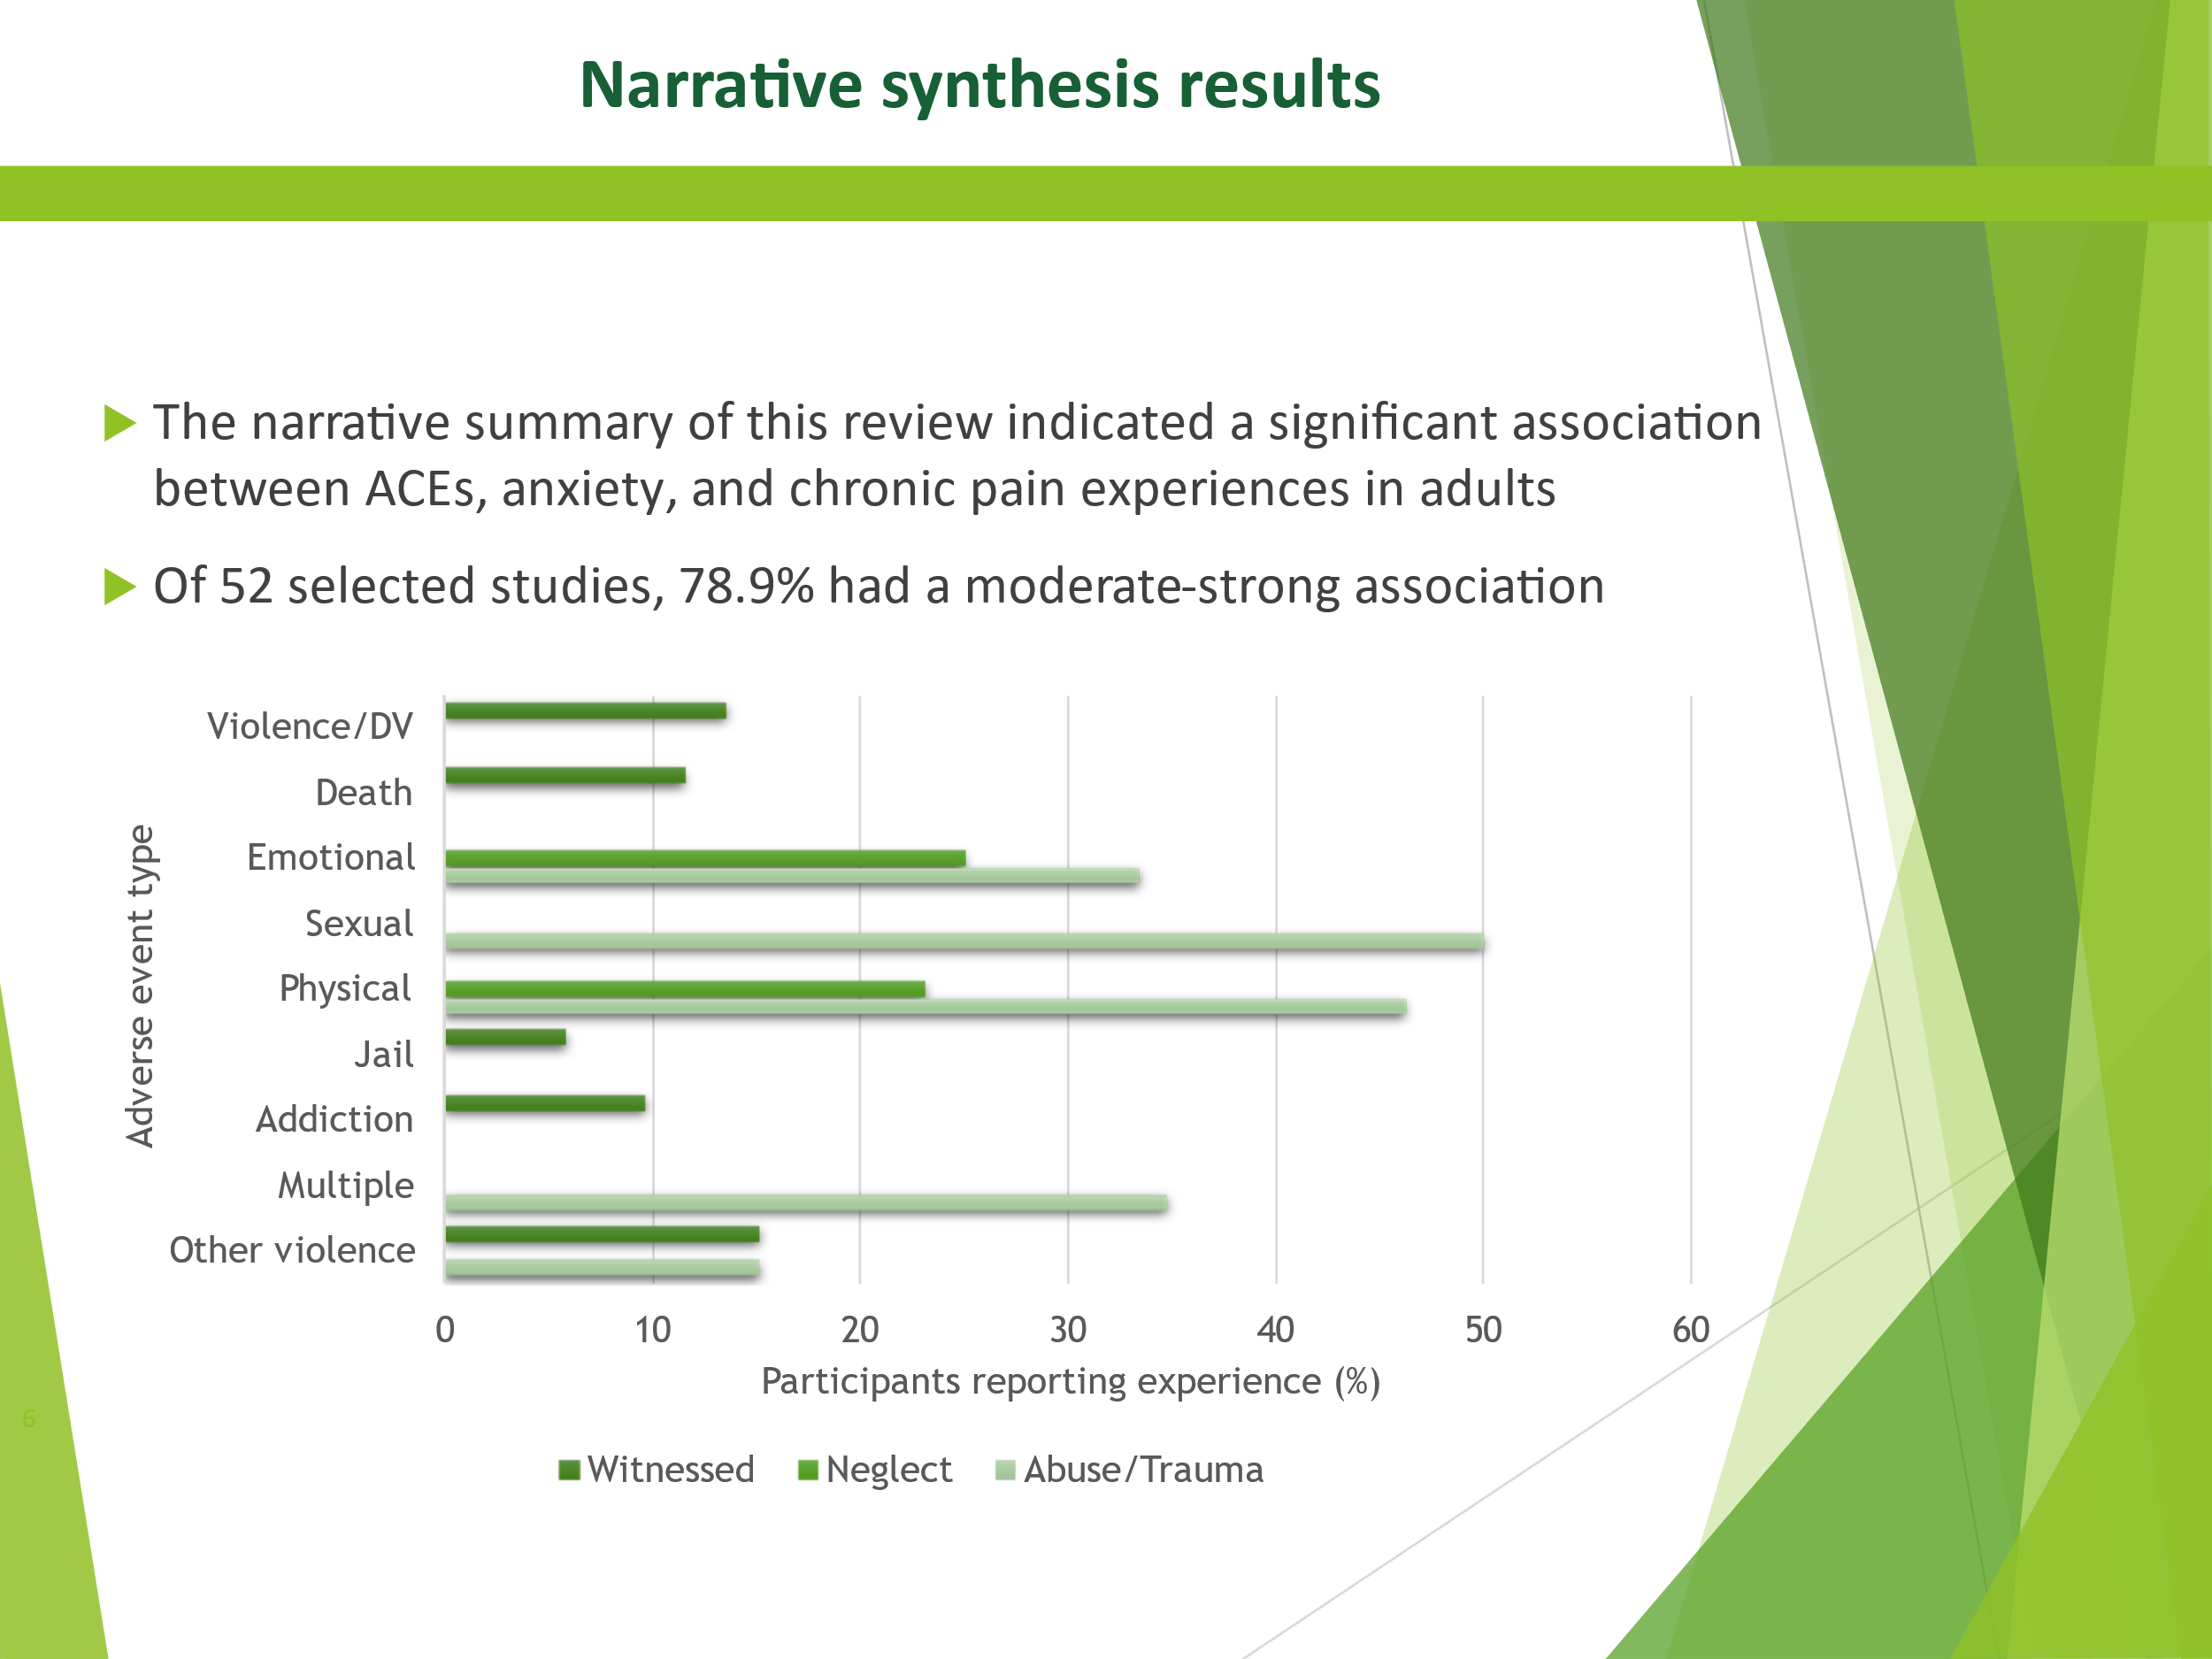 Narrative synthesis results
The narrative summary of this review indicated a significant association
between ACEs, anxiety, and chronic pain experiences in adults
Of 52 selected studies, 78.9% had a moderate-strong association
Adverse event type
Violence/DV
Death
Emotional
Sexual
Physical
Jail
Addiction
Multiple
Other violence
0 10 20 30 40 50 60
Participants reporting experience (%)
Witnessed Neglect Abuse/Trauma
6